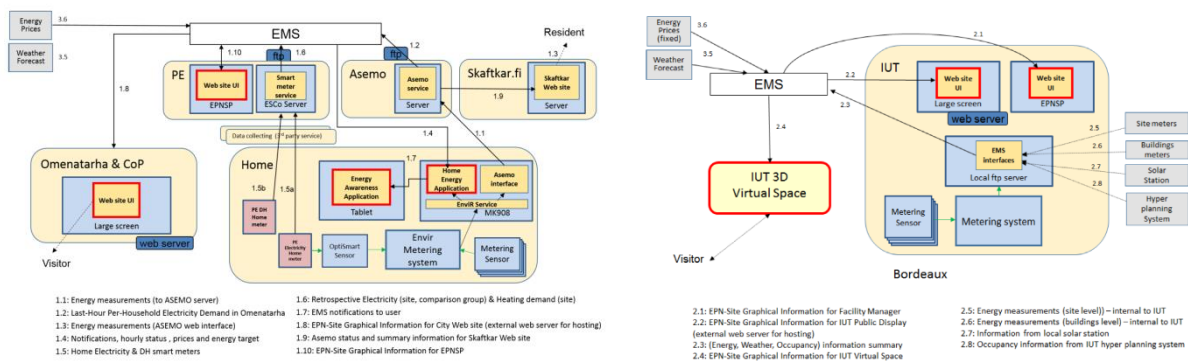 Energy
Prices
3.6
Weather
Forecast
3.5
EMS
1.8
1.10
ftp
1.6
ftp
1.2
Resident
1.3
PE
Web site UI
EPNSP
Smart
meter
service
ESCo Server
Asemo
Asemo
service
Server
1.9
Skaftkar.fi
Skaftkar
Web site
Server
Data collecting (3rd party service)
1.4
1.1
Omenatarha & CoP
Web site UI
Large screen
web server
Visitor
Home
1.5b
1.5a
1.7
Energy
Awareness
Application
Tablet
Home
Energy
Application
Asemo
interface
EnviR Service
MK908
PE DH
Home
meter
PE
Electricity
Home
meter
OptiSmart
Sensor
Envir
Metering
system
Metering
Sensor
1.1: Energy measurements (to ASEMO server)
1.2: Last-Hour Per-Household Electricity Demand in Omenatarha
1.3: Energy measurements (ASEMO web interface)
1.4: Notifications, hourly status , prices and energy target
1.5: Home Electricity & DH smart meters
1.6: Retrospective Electricity (site, comparison group) & Heating demand (site)
1.7: EMS notifications to user
1.8: EPN-Site Graphical Information for City Web site (external web server for hosting)
1.9: Asemo status and summary information for Skaftkar Web site
1.10: EPN-Site Graphical Information for EPNSP
Energy
Prices
(fixed)
3.6
Weather
Forecast
3.5
EMS
2.1
2.2
2.3
2.4
IUT
Web site
UI
Large screen
web server
Web site
UI
EPNSP
EMS
interfaces
Local ftp server
2.5
2.6
2.7
2.8
Site meters
Buildings
meters
Solar
Station
Hyper
planning
System
IUT 3D
Virtual Space
Visitor
Metering
Sensor
Metering system
Bordeaux
2.1: EPN-Site Graphical Information for Facility Manager
2.2: EPN-Site Graphical Information for IUT Public Display
(external web server for hosting)
2.3: (Energy, Weather, Occupancy) information summary
2.4: EPN-Site Graphical Information for IUT Virtual Space
2.5: Energy measurements (site level)) – internal to IUT
2.6: Energy measurements (buildings level) – internal to IUT
2.7: Information from local solar station
2.8: Occupancy information from IUT hyper planning system